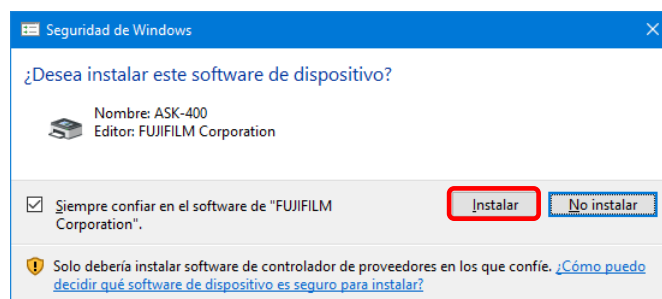 Seguridad de Windows
¿Desea instalar este software de dispositivo?
Nombre: ASK-400
Editor: FUJIFILM Corporation
Siempre confiar en el software de "FUJIFILM
Corporation".
Instalar
No instalar
Solo debería instalar software de controlador de proveedores en los que confíe. ¿Cómo puedo
decidir qué software de dispositivo es seguro para instalar?